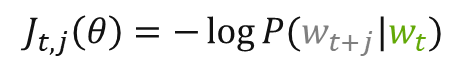 J_{t,j}(θ) = − log P(w_{t+j}|w_t)